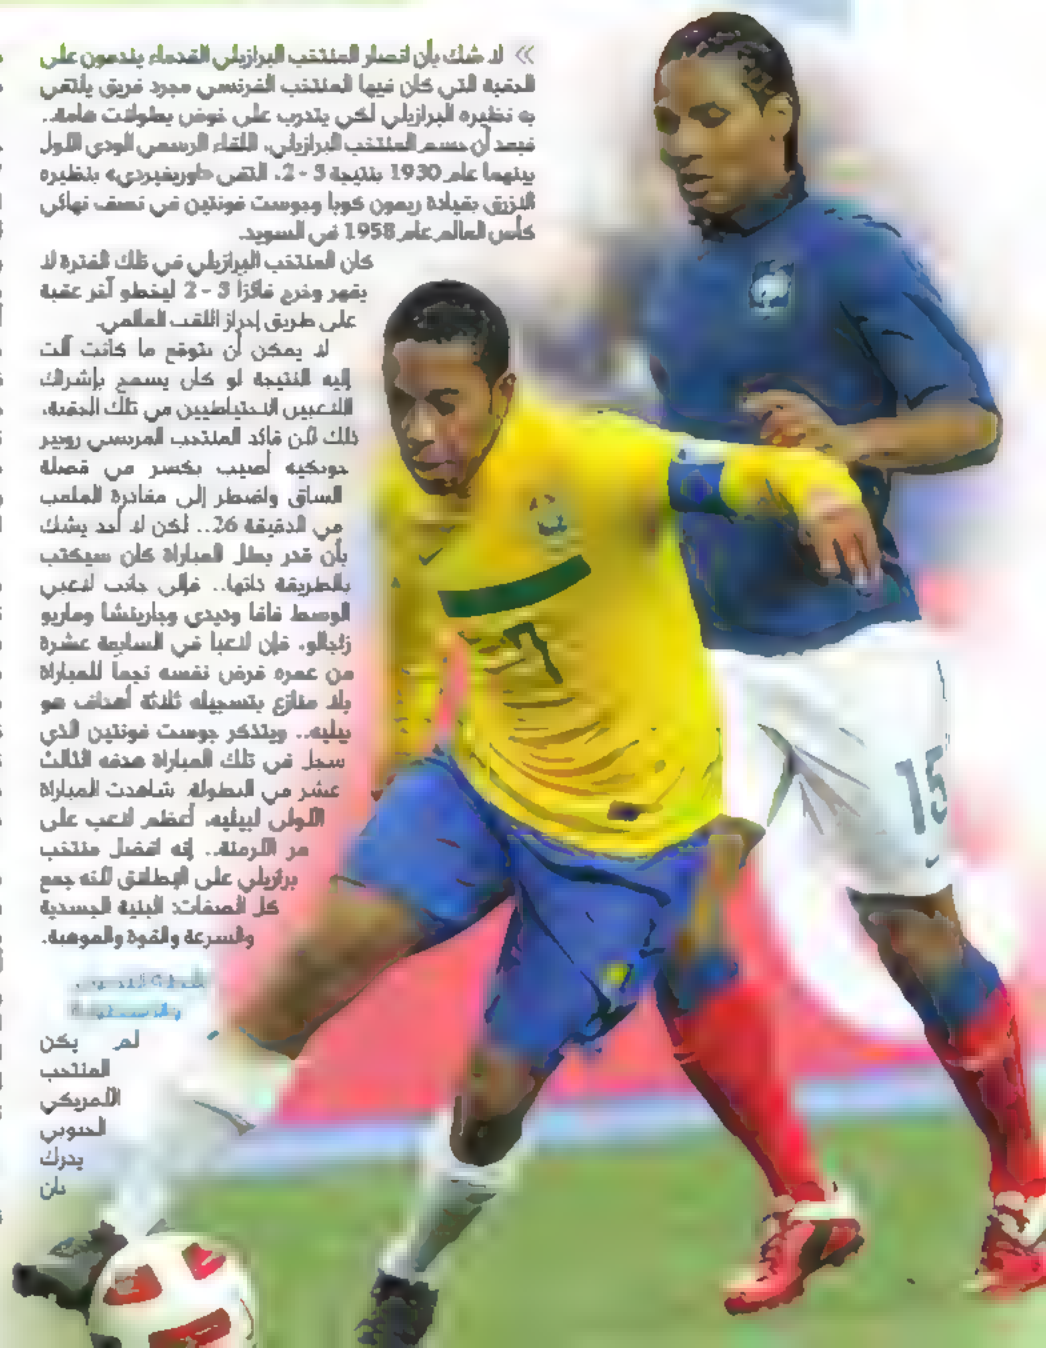 « لا شك بأن أنصار المنتخب البرازيلي القدماء يندمون على
الحقبة التي كان فيها المنتخب الفرنسي مجرد فريق يلتقي
به نظيره البرازيلي لكي يتدرب على خوض بطولات هامة..
فبعد أن حسم المنتخب البرازيلي، اللقاء الرسمي الودي الأول
بينهما عام 1930 بنتيجة 3 - 2، التقى «اوريفيردي» بنظيره
الازرق بقيادة ريمون كوبا وجوست فونتين في نصف نهائي
كأس العالم عام 1958 في السويد.
كان المنتخب البرازيلي في تلك الفترة لا
يقهر وخرج فائزا 5 - 2 ليخطو آخر عقبة
على طريق إحراز اللقب العالمي.
لا يمكن أن نتوقع ما كانت آلت
إليه النتيجة لو كان يسمح بإشراك
اللاعبين الاحتياطيين في تلك الحقبة،
ذلك لأن قائد المنتخب الفرنسي روبير
جونكيه أصيب بكسر في قصبة
الساق واضطر إلى مغادرة الملعب
في الدقيقة 26.. لكن لا أحد يشك
بأن قدر بطل المباراة كان سيكتب
بالطريقة ذاتها.. فإلى جانب لاعبي
الوسط فافا وديدي وجارينشا وماريو
زاجالو، فإن لاعبا في السابعة عشرة
من عمره فرض نفسه نجما للمباراة
بلا منازع بتسجيله ثلاثة أهداف هو
بيليه.. ويتذكر جوست فونتين الذي
سجل في تلك المباراة هدفه الثالث
عشر في البطولة. شاهدت المباراة
الأولى لبيليه، أعظم لاعب على
مر الأزمنة.. إنه افضل منتخب
برازيلي على الإطلاق لأنه جمع
كل الصفات: البنية الجسدية
والسرعة والقوة والموهبة.
لم يكن
المنتخب
الأمريكي
الجنوبي
يدرك
بأن
17
15